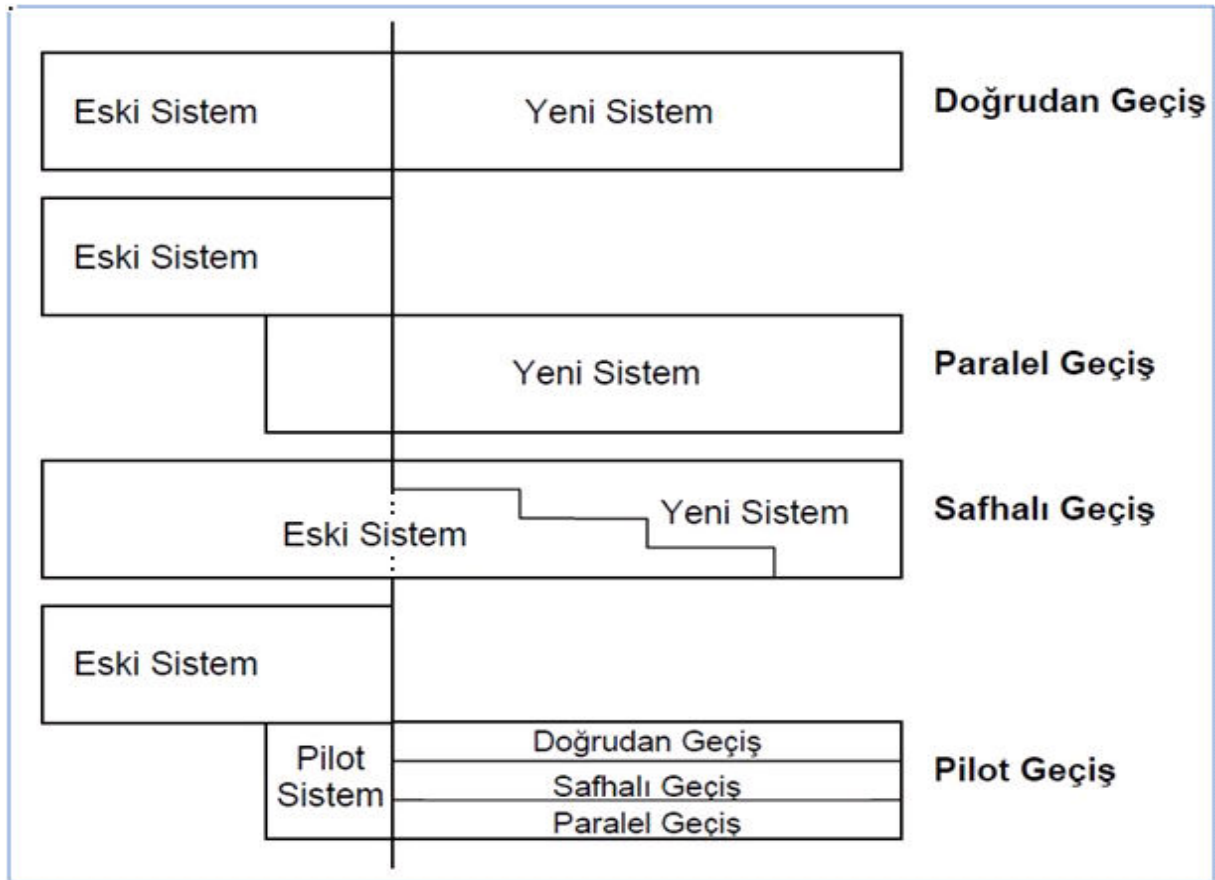 Eski Sistem Yeni Sistem Doğrudan Geçiş
Eski Sistem
Yeni Sistem Paralel Geçiş
Yeni Sistem Safhalı Geçiş
Eski Sistem
Eski Sistem
Doğrudan Geçiş
Pilot
Sistem
Safhalı Geçiş
Paralel Geçiş
Pilot Geçiş